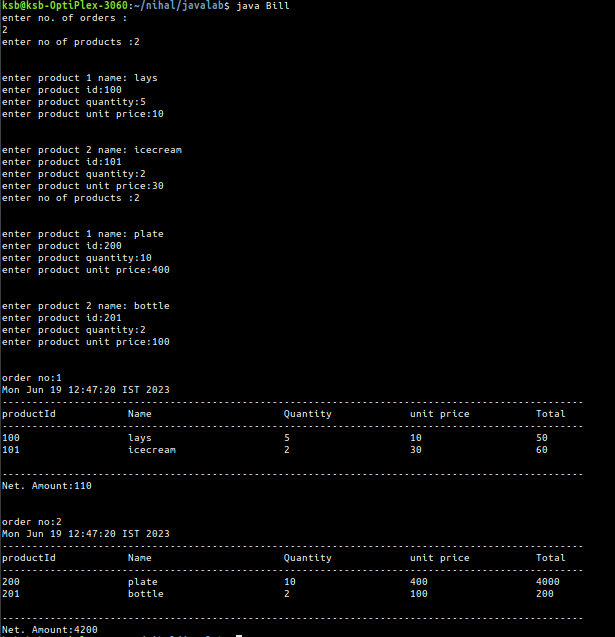 ksb@ksb-OptiPlex-3060:~/nihal/javalab$ java Bill
enter no. of orders :
2
enter no of products :2
enter product 1 name: lays
enter product id:100
enter product quantity:5
enter product unit price:10
enter product 2 name: icecream
enter product id:101
enter product quantity:2
enter product unit price:30
enter no of products :2
enter product 1 name: plate
enter product id:200
enter product quantity:10
enter product unit price:400
enter product 2 name: bottle
enter product id:201
enter product quantity:2
enter product unit price:100
order no:1
Mon Jun 19 12:47:20 IST 2023
productId Name Quantity unit price Total
100 lays 5 10 50
101 icecream 2 30 60
Net. Amount:110
order no:2
Mon Jun 19 12:47:20 IST 2023
productId Name Quantity unit price Total
200 plate 10 400 4000
201 bottle 2 100 200
Net. Amount:4200